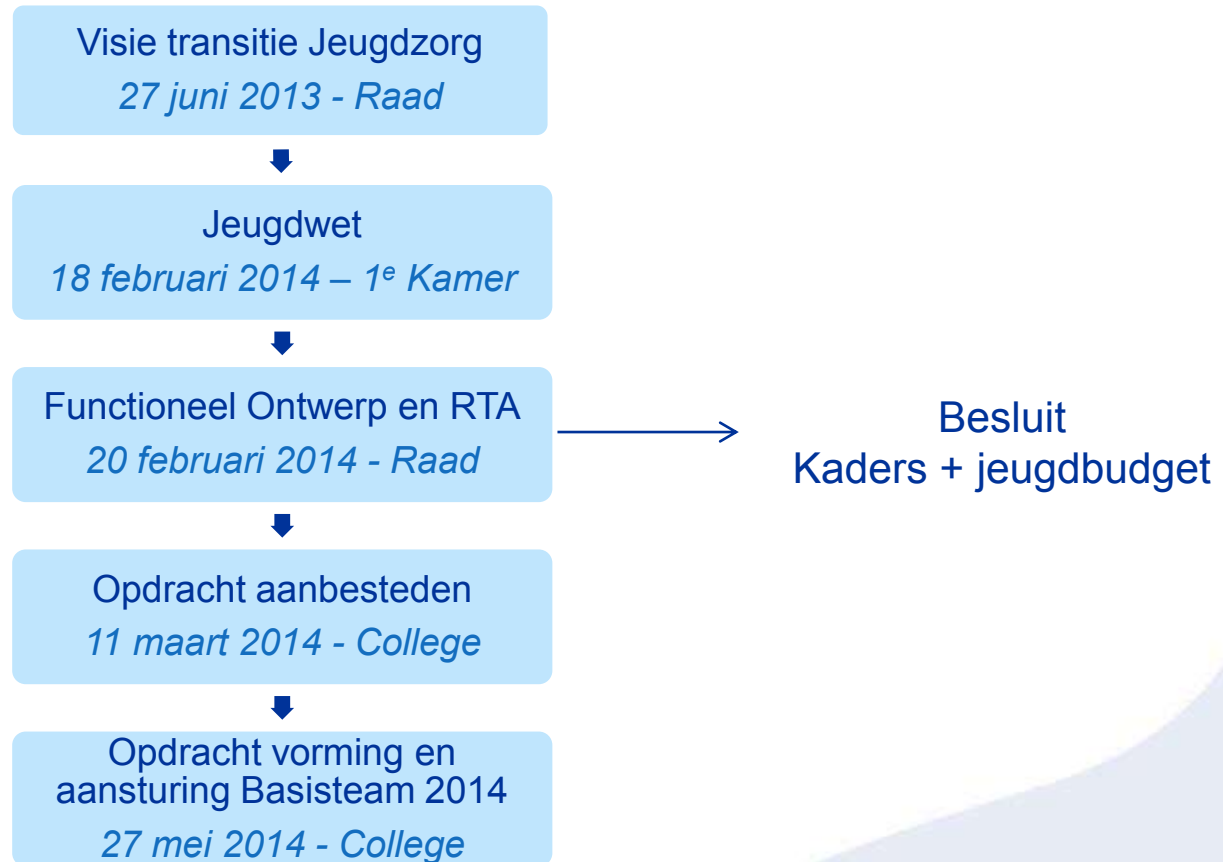 Visie transitie Jeugdzorg
27 juni 2013 - Raad
Jeugdwet
18 februari 2014 – 1e Kamer
Functioneel Ontwerp en RTA
20 februari 2014 - Raad
Besluit
Kaders + jeugdbudget
Opdracht aanbesteden
11 maart 2014 - College
Opdracht vorming en
aansturing Basisteam 2014
27 mei 2014 - College